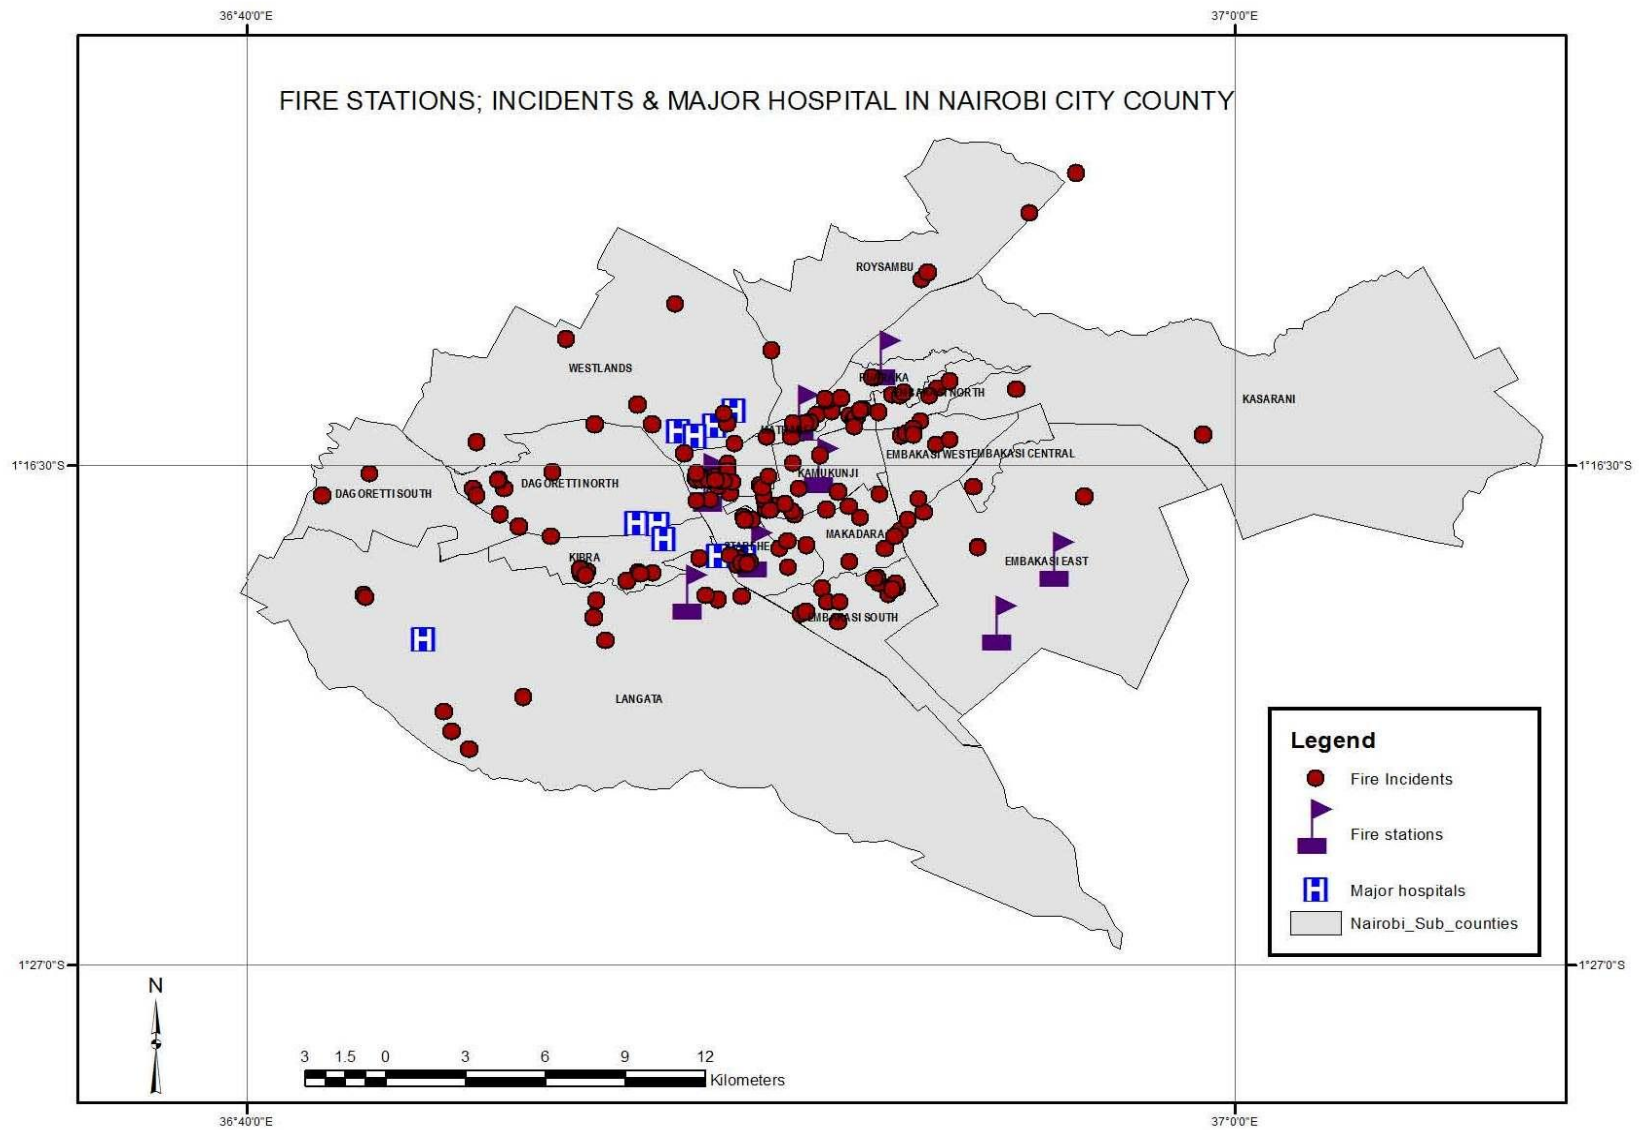 36°40'0"E
37°0'0"E
FIRE STATIONS; INCIDENTS & MAJOR HOSPITAL IN NAIROBI CITY COUNTY
ROYSAMBU
WESTLANDS
KASARANI
EMBAKASI WEST
EMBAKASI CENTRAL
1°16'30"S
1°16'30"S
KAMUKUNJI
DAGORETTI NORTH
DAGORETTI SOUTH
MAKADARA
KIBRA
EMBAKASI EAST
EMBAKASI SOUTH
LANGATA
Legend
Fire Incidents
Fire stations
H Major hospitals
Nairobi_Sub_counties
H
H
H
H
H
H
H
H
H
H
1°27'0"S
1°27'0"S
N
3 1.5 0 3 6 9 12
Kilometers
36°40'0"E
37°0'0"E